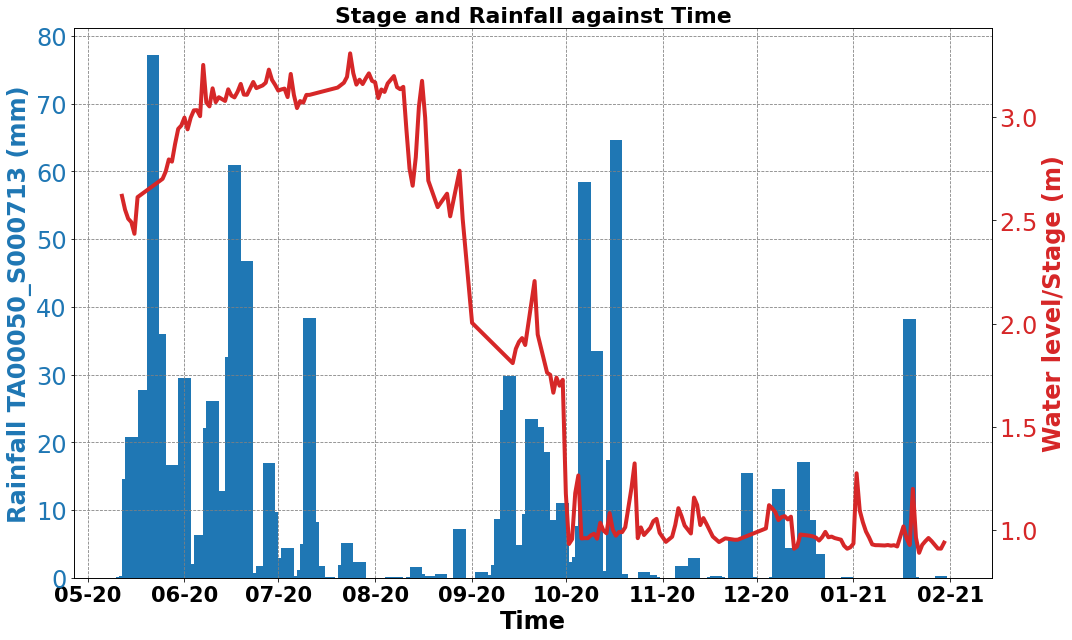 Stage and Rainfall against Time
Rainfall TA00050_S000713 (mm)
80
70
60
50
40
30
20
10
0
3.0
2.5
2.0
1.5
1.0
Water level/Stage (m)
05-20 06-20 07-20 08-20 09-20 10-20 11-20 12-20 01-21 02-21
Time